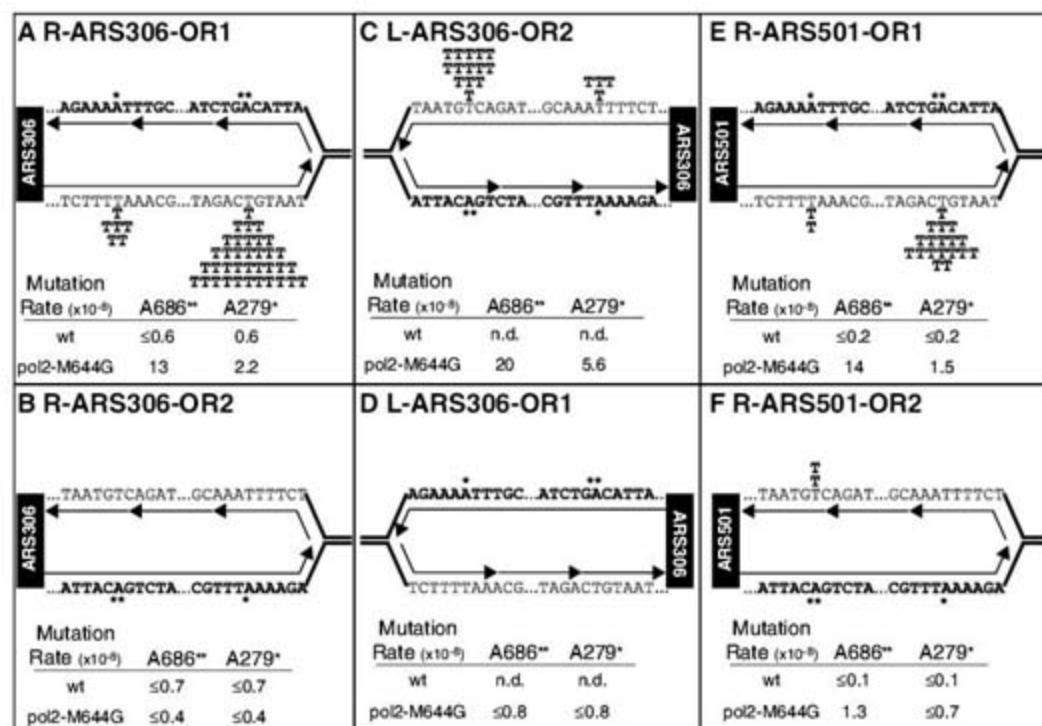 A R-ARS306-OR1
* **
...AGAAAATTTGC...ATCTGACATTA
ARS306
...TCTTTTAAACG...TAGACTGTAAT
Mutation
Rate (x10⁻⁸) A686** A279*
wt ≤0.6 0.6
pol2-M644G 13 2.2
C L-ARS306-OR2
TAATGTCAGAT...GCAAATTTTCT...
ARS306
ATTACAGTCTA...CGTTTAAAAGA...
** *
Mutation
Rate (x10⁻⁸) A686** A279*
wt n.d. n.d.
pol2-M644G 20 5.6
E R-ARS501-OR1
* **
...AGAAAATTTGC...ATCTGACATTA
ARS501
...TCTTTTAAACG...TAGACTGTAAT
Mutation
Rate (x10⁻⁸) A686** A279*
wt ≤0.2 ≤0.2
pol2-M644G 14 1.5
B R-ARS306-OR2
...TAATGTCAGAT...GCAAATTTTCT
ARS306
...ATTACAGTCTA...CGTTTAAAAGA
** *
Mutation
Rate (x10⁻⁸) A686** A279*
wt ≤0.7 ≤0.7
pol2-M644G ≤0.4 ≤0.4
D L-ARS306-OR1
* **
AGAAAATTTGC...ATCTGACATTA...
ARS306
TCTTTTAAACG...TAGACTGTAAT...
Mutation
Rate (x10⁻⁸) A686** A279*
wt n.d. n.d.
pol2-M644G ≤0.8 ≤0.8
F R-ARS501-OR2
T
T
...TAATGTCAGAT...GCAAATTTTCT
ARS501
...ATTACAGTCTA...CGTTTAAAAGA
** *
Mutation
Rate (x10⁻⁸) A686** A279*
wt ≤0.1 ≤0.1
pol2-M644G 1.3 ≤0.7